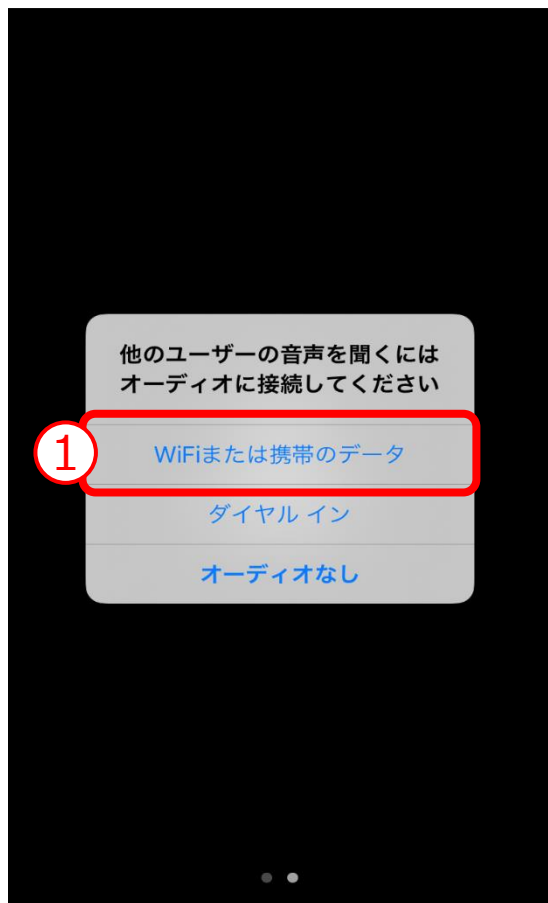 他のユーザーの音声を聞くには
オーディオに接続してください
1
WiFiまたは携帯のデータ
ダイヤル イン
オーディオなし